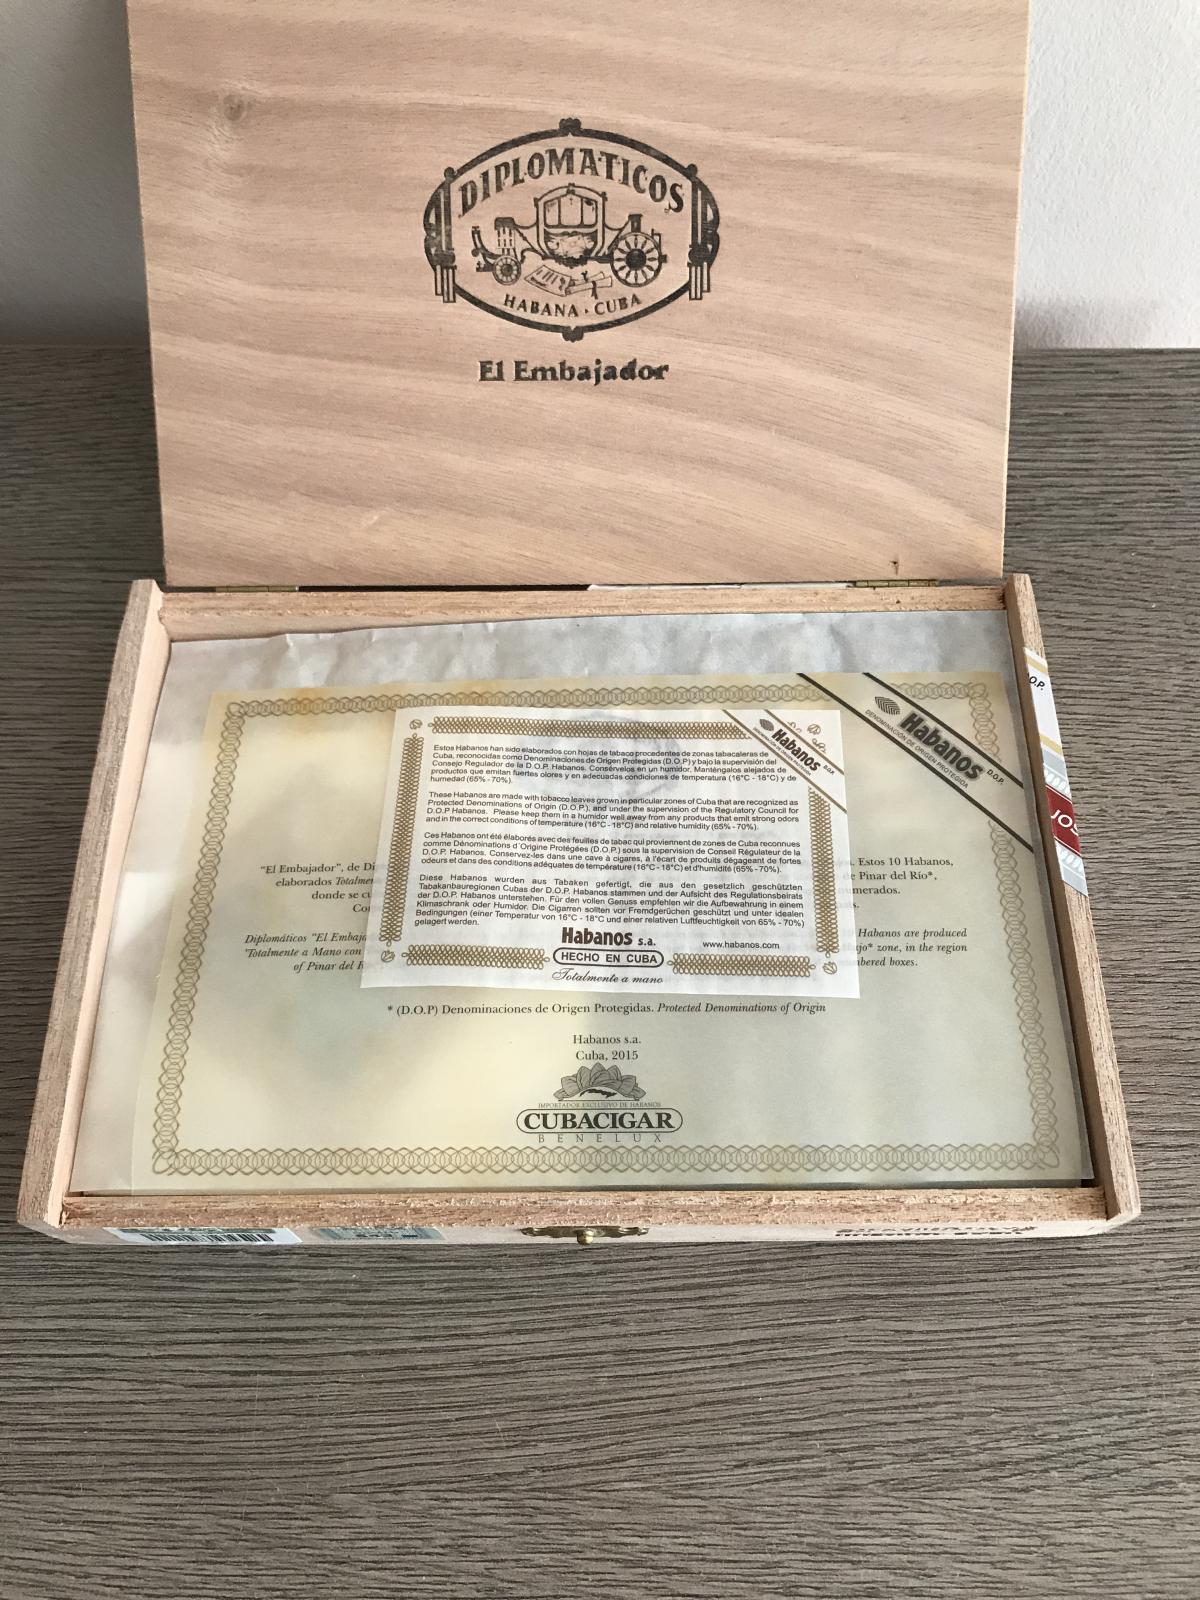 DIPLOMATICOS
HABANA · CUBA
El Embajador
Habanos
DENOMINACIÓN DE ORIGEN PROTEGIDA
D.O.P.
O.P.
JOS
Habanos
D.O.P.
Estos Habanos han sido elaborados con hojas de tabaco procedentes de zonas tabacaleras de
Cuba, reconocidas como Denominaciones de Origen Protegidas (D.O.P) y bajo la supervisión del
Consejo Regulador de la D.O.P. Habanos. Consérvelos en un humidor. Manténgalos alejados de
productos que emitan fuertes olores y en adecuadas condiciones de temperatura (16°C - 18°C) y de
humedad (65% - 70%).
These Habanos are made with tobacco leaves grown in particular zones of Cuba that are recognized as
Protected Denominations of Origin (D.O.P.), and under the supervision of the Regulatory Council for
D.O.P Habanos. Please keep them in a humidor well away from any products that emit strong odors
and in the correct conditions of temperature (16°C - 18°C) and relative humidity (65% - 70%).
Ces Habanos ont été élaborés avec des feuilles de tabac qui proviennent de zones de Cuba reconnues
comme Dénominations d´Origine Protégées (D.O.P.) sous la supervision de Conseil Régulateur de la
D.O.P. Habanos. Conservez-les dans une cave à cigares, à l'écart de produits dégageant de fortes
odeurs et dans des conditions adéquates de température (16°C - 18°C) et d'humidité (65% - 70%).
Diese Habanos wurden aus Tabaken gefertigt, die aus den gesetzlich geschützten
Tabakanbauregionen Cubas der D.O.P. Habanos stammen und der Aufsicht des Regulationsbeirats
der D.O.P. Habanos unterstehen. Für den vollen Genuss empfehlen wir die Aufbewahrung in einem
Klimaschrank oder Humidor. Die Cigarren sollten vor Fremdgerüchen geschützt und unter idealen
Bedingungen (einer Temperatur von 16°C - 18°C und einer relativen Luftfeuchtigkeit von 65% - 70%)
gelagert werden.
Habanos s.a.
www.habanos.com
HECHO EN CUBA
Totalmente a mano
"El Embajador", de Di
. Estos 10 Habanos,
elaborados Totalmen
e Pinar del Río*,
donde se cu
merados.
Co
s.
Diplomáticos "El Embaja
Habanos are produced
'Totalmente a Mano con
ajo* zone, in the region
of Pinar del R
bered boxes.
* (D.O.P) Denominaciones de Origen Protegidas. Protected Denominations of Origin
Habanos s.a.
Cuba, 2015
IMPORTADOR EXCLUSIVO DE HABANOS
CUBACIGAR
BENELUX